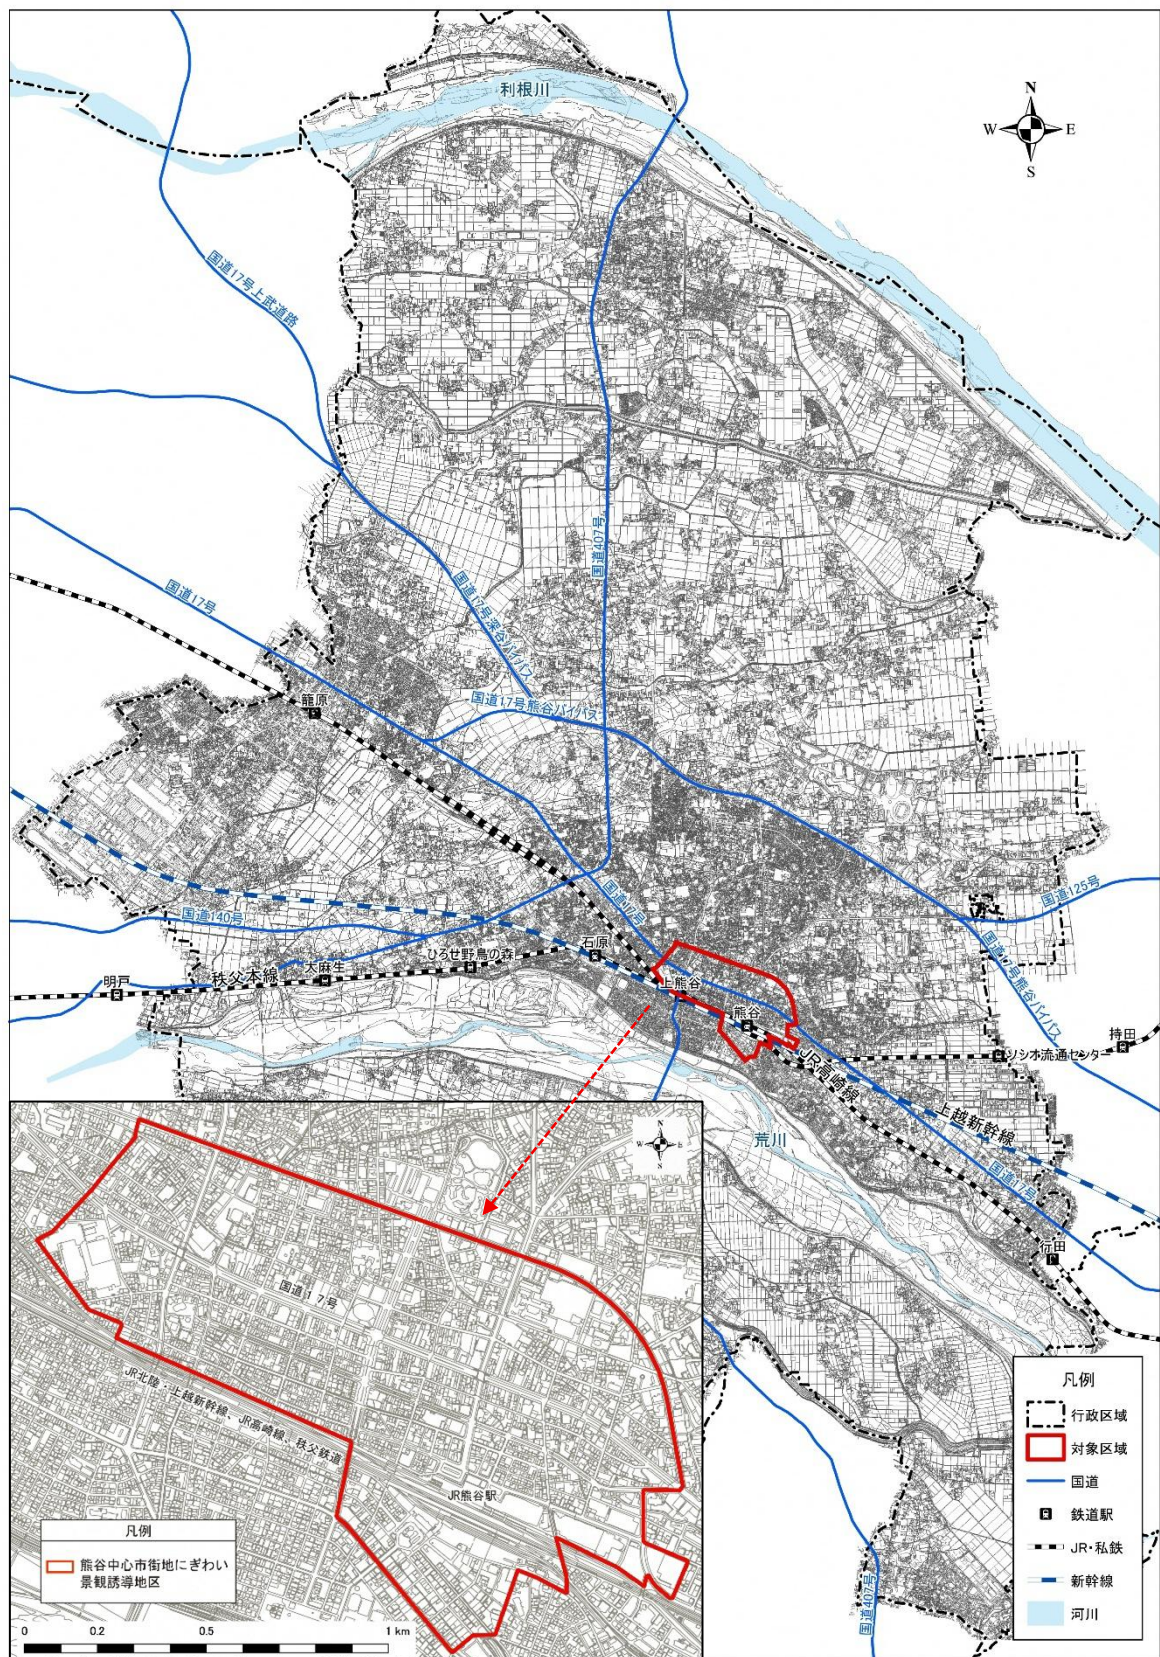 利根川
N
W
E
S
国道17号上武道路
国道407号
国道17号
国道17号深谷バイパス
国道17号熊谷バイパス
籠原
国道17号
国道125号
国道140号
石原
ひろせ野鳥の森
大麻生
秩父本線
明戸
上熊谷
熊谷
国道17号熊谷バイパス
持田
ソシオ流通センター
JR高崎線
上越新幹線
荒川
国道17号
行田
国道407号
N
W
E
S
国道17号
JR北陸・上越新幹線、JR高崎線、秩父鉄道
JR熊谷駅
凡例
熊谷中心市街地にぎわい
景観誘導地区
0 0.2 0.5 1 km
凡例
行政区域
対象区域
国道
鉄道駅
JR・私鉄
新幹線
河川